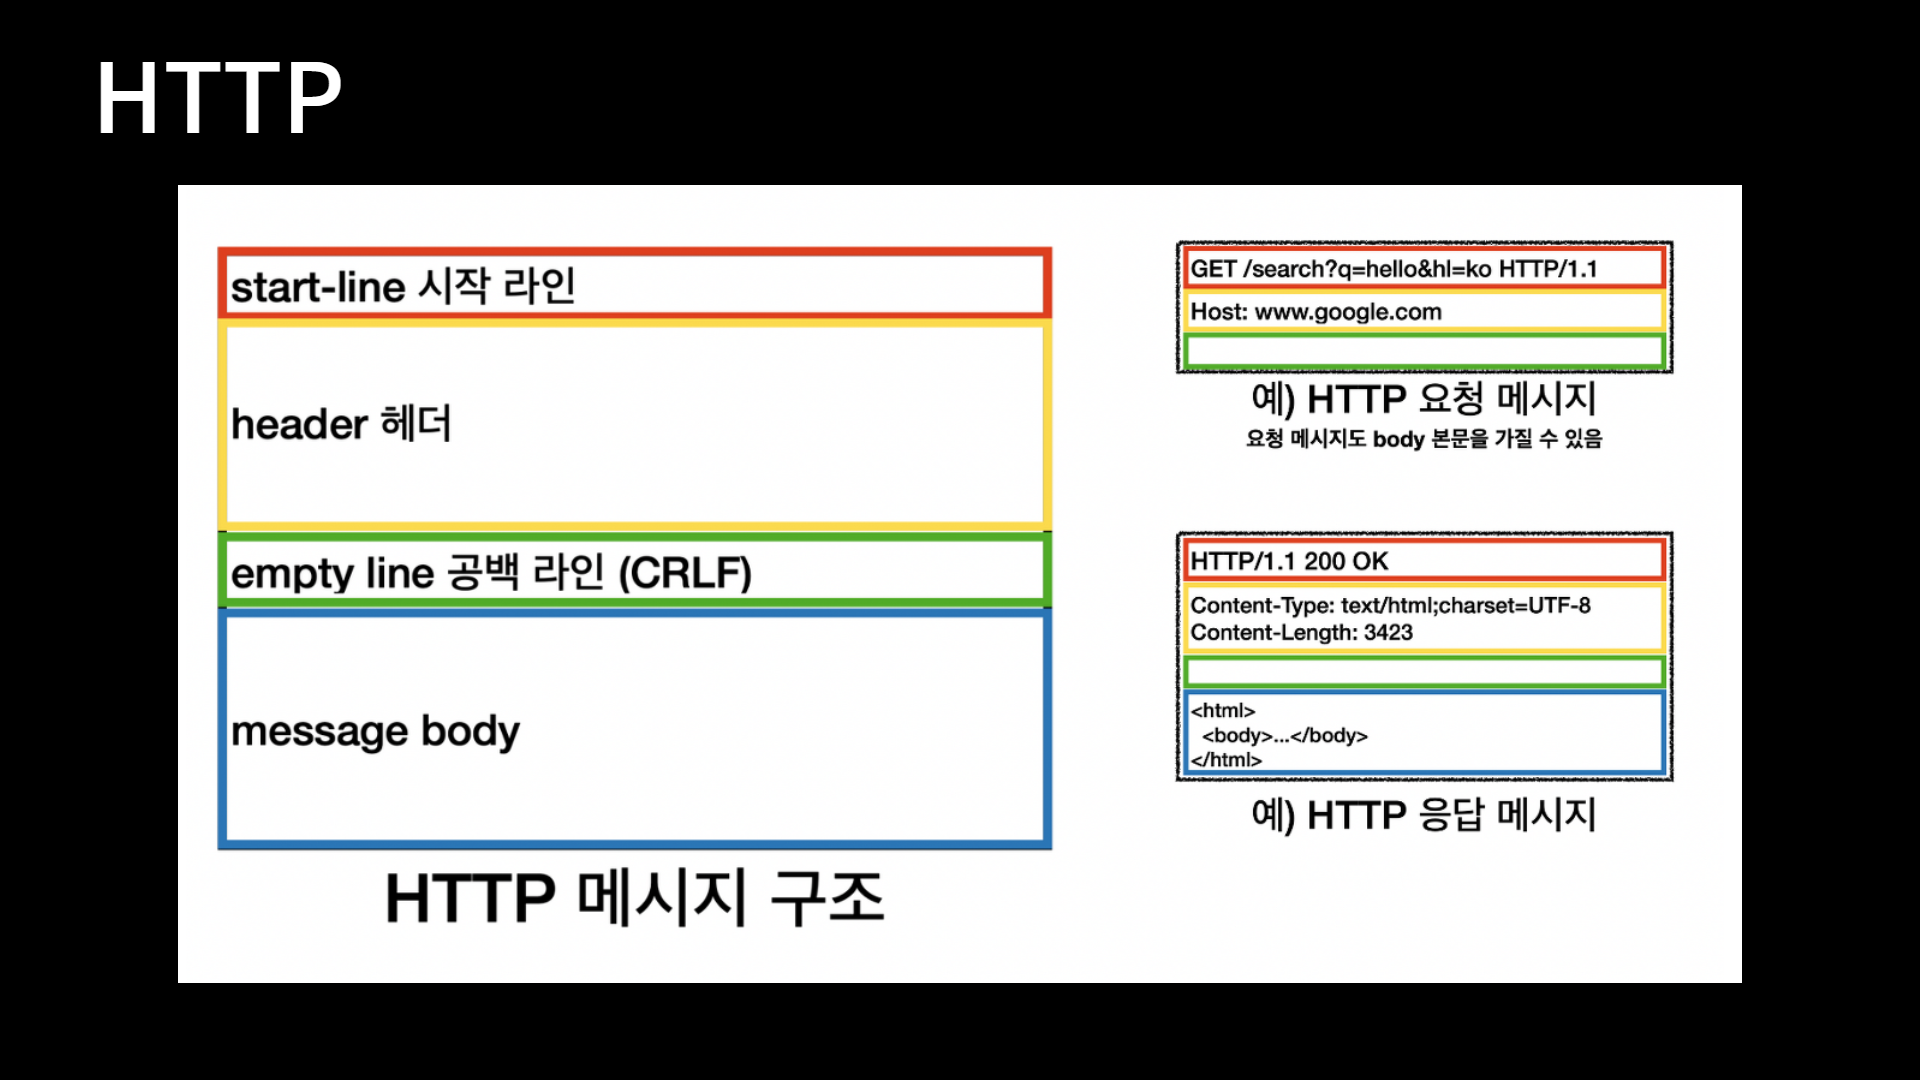 HTTP
start-line 시작 라인
header 헤더
empty line 공백 라인 (CRLF)
message body
HTTP 메시지 구조
GET /search?q=hello&hl=ko HTTP/1.1
Host: www.google.com
예) HTTP 요청 메시지
요청 메시지도 body 본문을 가질 수 있음
HTTP/1.1 200 OK
Content-Type: text/html;charset=UTF-8
Content-Length: 3423
<html>
<body>...</body>
</html>
예) HTTP 응답 메시지